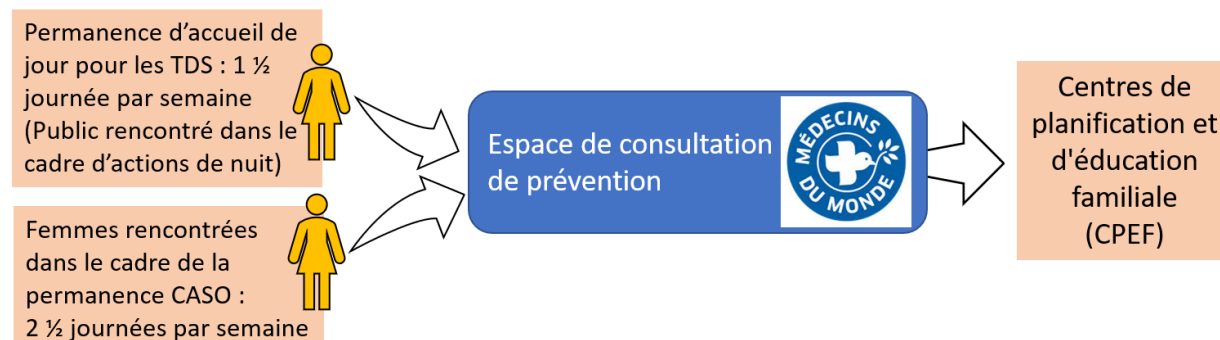 Permanence d'accueil de
jour pour les TDS : 1 ½
journée par semaine
(Public rencontré dans le
cadre d'actions de nuit)
Femmes rencontrées
dans le cadre de la
permanence CASO :
2 ½ journées par semaine
Espace de consultation
de prévention
MÉDECINS
DU MONDE
Centres de
planification et
d'éducation
familiale
(CPEF)